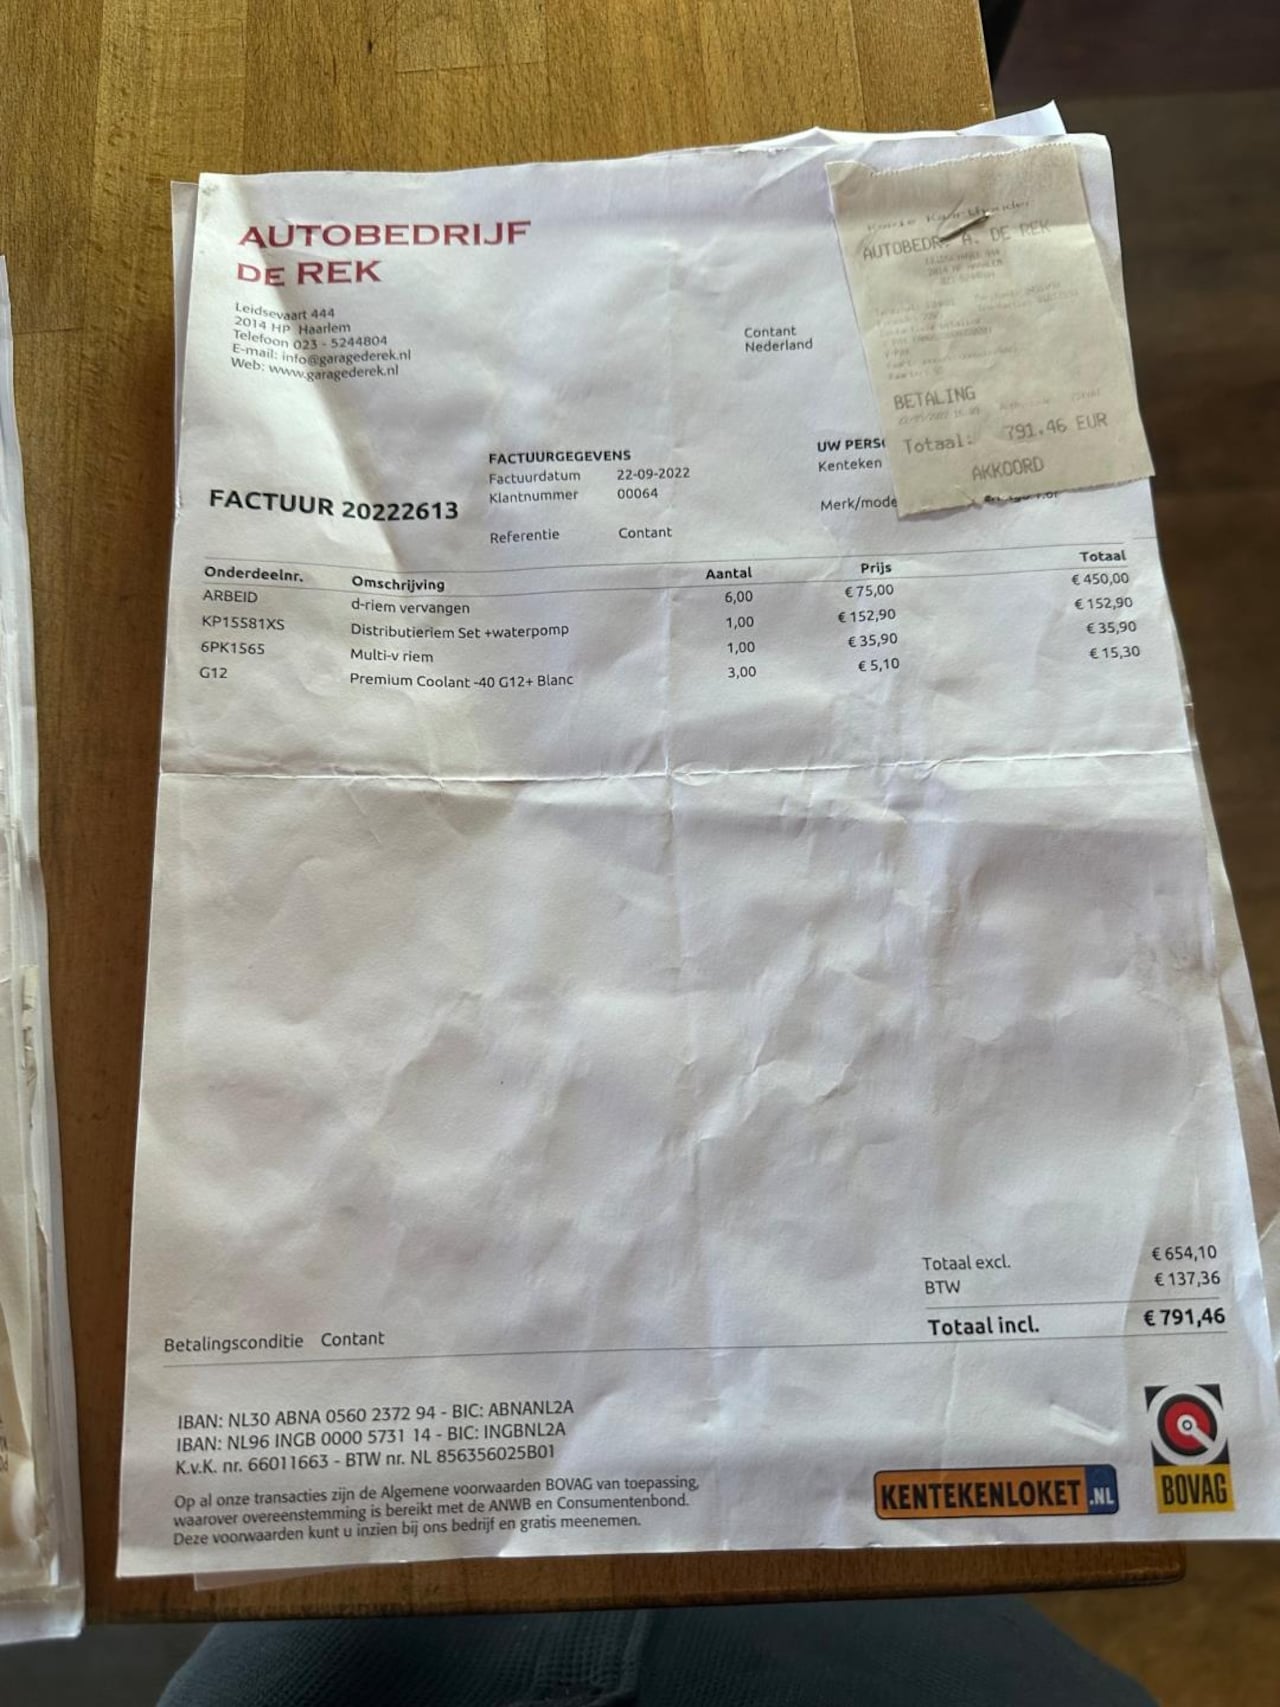 AUTOBEDRIJF
DE REK
Leidsevaart 444
2014 HP Haarlem
Telefoon 023 - 5244804
E-mail: info@garagederek.nl
Web: www.garagederek.nl
Contant
Nederland
AUTOBEDR. A. DE REK
BETALING
Totaal: 791.46 EUR
AKKOORD
FACTUUR 20222613
FACTUURGEGEVENS
Factuurdatum 22-09-2022
Klantnummer 00064
Referentie Contant
UW PERS
Kenteken
Merk/mode
Onderdeelnr. Omschrijving Aantal Prijs Totaal
ARBEID d-riem vervangen 6,00 € 75,00 € 450,00
KP15581XS Distributieriem Set +waterpomp 1,00 € 152,90 € 152,90
6PK1565 Multi-v riem 1,00 € 35,90 € 35,90
G12 Premium Coolant -40 G12+ Blanc 3,00 € 5,10 € 15,30
Totaal excl. € 654,10
BTW € 137,36
Totaal incl. € 791,46
Betalingsconditie Contant
IBAN: NL30 ABNA 0560 2372 94 - BIC: ABNANL2A
IBAN: NL96 INGB 0000 5731 14 - BIC: INGBNL2A
K.v.K. nr. 66011663 - BTW nr. NL 856356025B01
Op al onze transacties zijn de Algemene voorwaarden BOVAG van toepassing,
waarover overeenstemming is bereikt met de ANWB en Consumentenbond.
Deze voorwaarden kunt u inzien bij ons bedrijf en gratis meenemen.
KENTEKENLOKET.NL
BOVAG